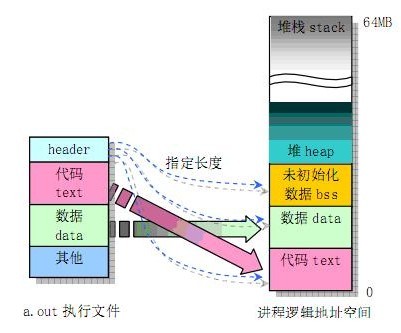 堆栈 stack
64MB
header
代码
text
数据
data
其他
a.out 执行文件
指定长度
堆 heap
未初始化
数据 bss
数据 data
代码 text
0
进程逻辑地址空间